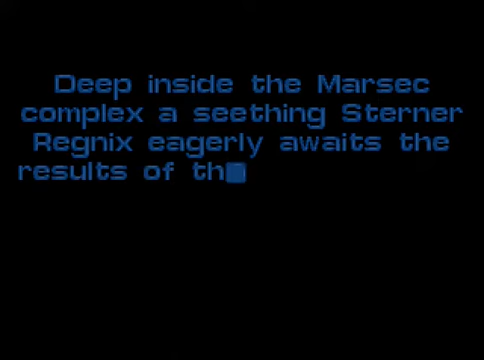 Deep inside the Marsec
complex a seething Sterner
Regnix eagerly awaits the
results of th